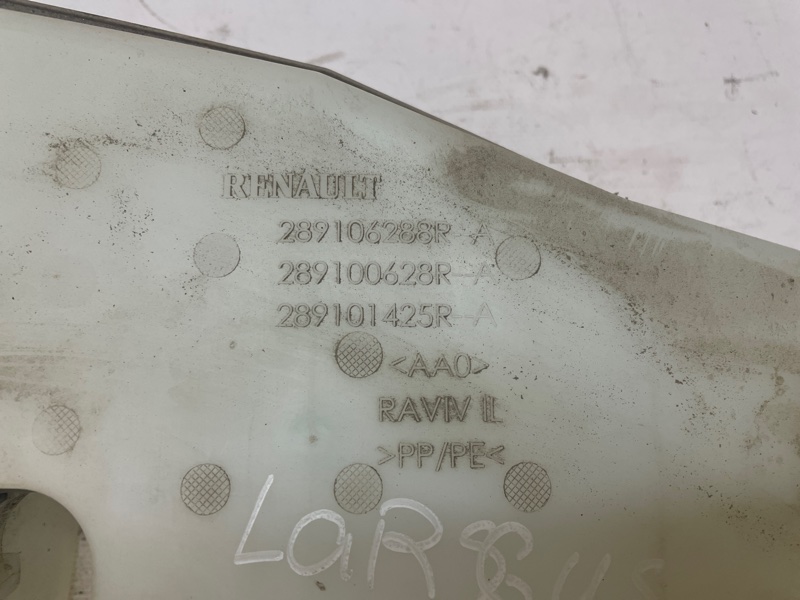 RENAULT
289106288R-A
289100628R-A
289101425R-A
<AA0>
RAVIV IL
>PP/PE<
LARGUS